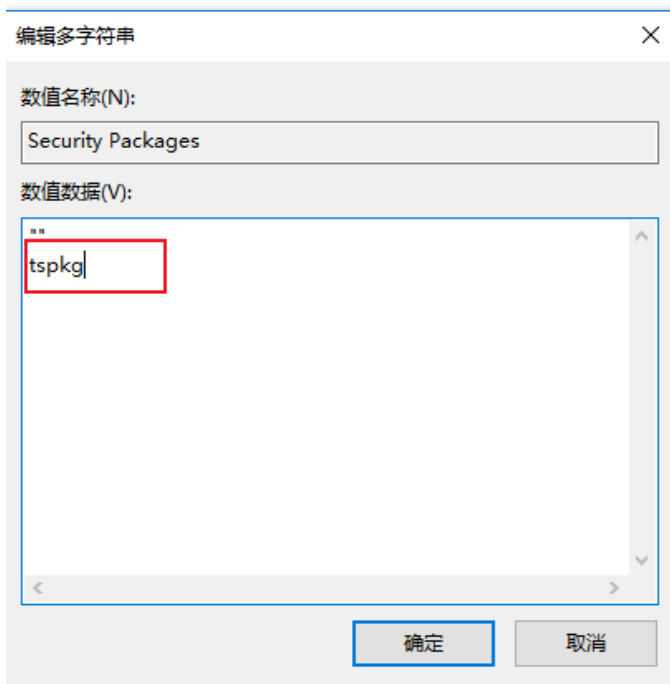 编辑多字符串
数值名称(N):
Security Packages
数值数据(V):
""
tspkg
确定
取消